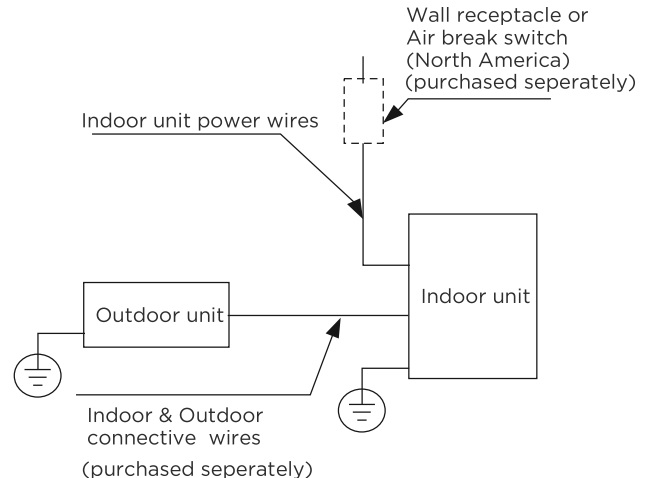 Wall receptacle or
Air break switch
(North America)
(purchased seperately)
Indoor unit power wires
Indoor unit
Outdoor unit
Indoor & Outdoor
connective wires
(purchased seperately)